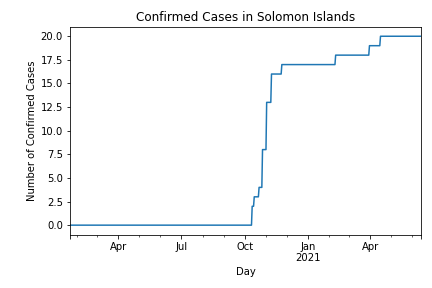 Confirmed Cases in Solomon Islands
20.0
17.5
15.0
12.5
10.0
7.5
5.0
2.5
0.0
Number of Confirmed Cases
Apr Jul Oct Jan Apr
2021
Day